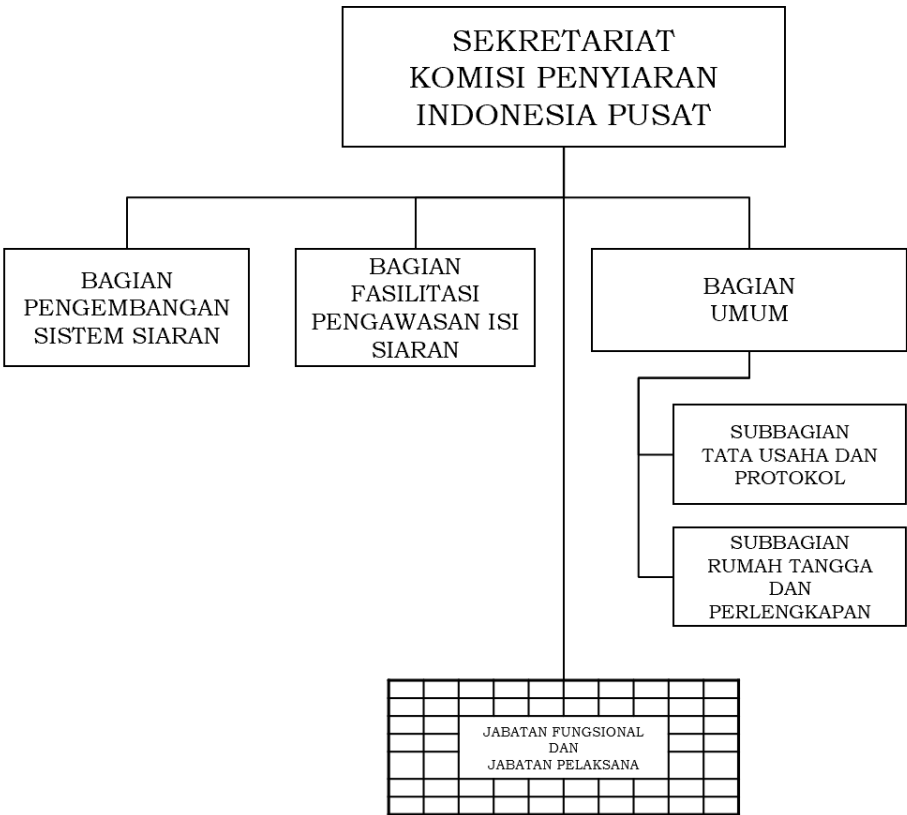 SEKRETARIAT
KOMISI PENYIARAN
INDONESIA PUSAT
BAGIAN
PENGEMBANGAN
SISTEM SIARAN
BAGIAN
FASILITASI
PENGAWASAN ISI
SIARAN
BAGIAN
UMUM
SUBBAGIAN
TATA USAHA DAN
PROTOKOL
SUBBAGIAN
RUMAH TANGGA
DAN
PERLENGKAPAN
JABATAN FUNGSIONAL
DAN
JABATAN PELAKSANA